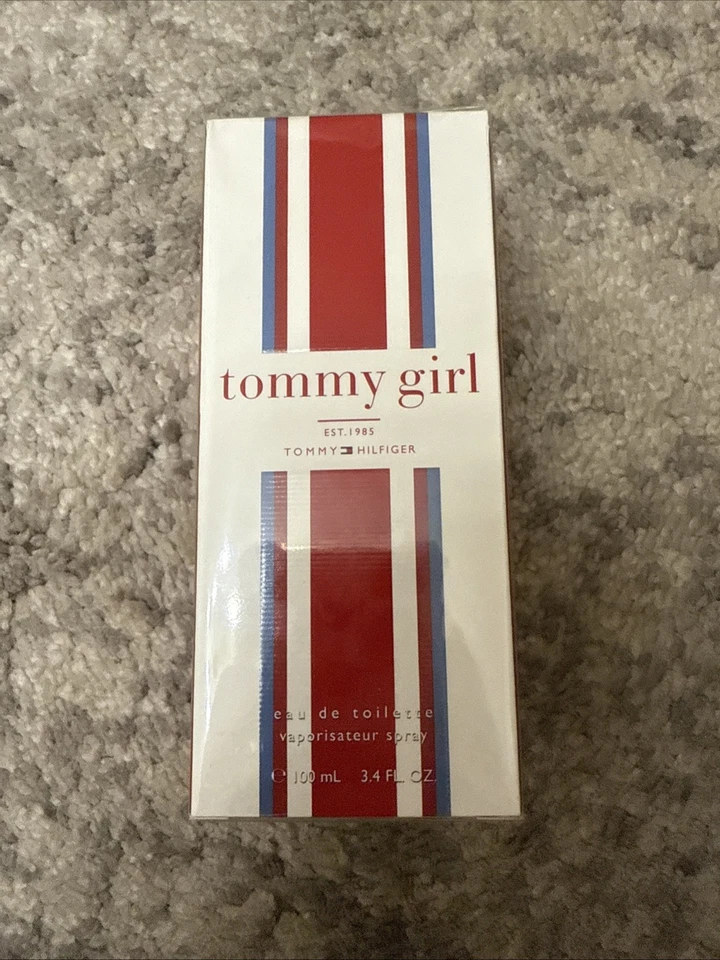 tommy girl
EST.1985
TOMMY HILFIGER
eau de toilette
vaporisateur spray
℮ 100 mL 3.4 FL. OZ.